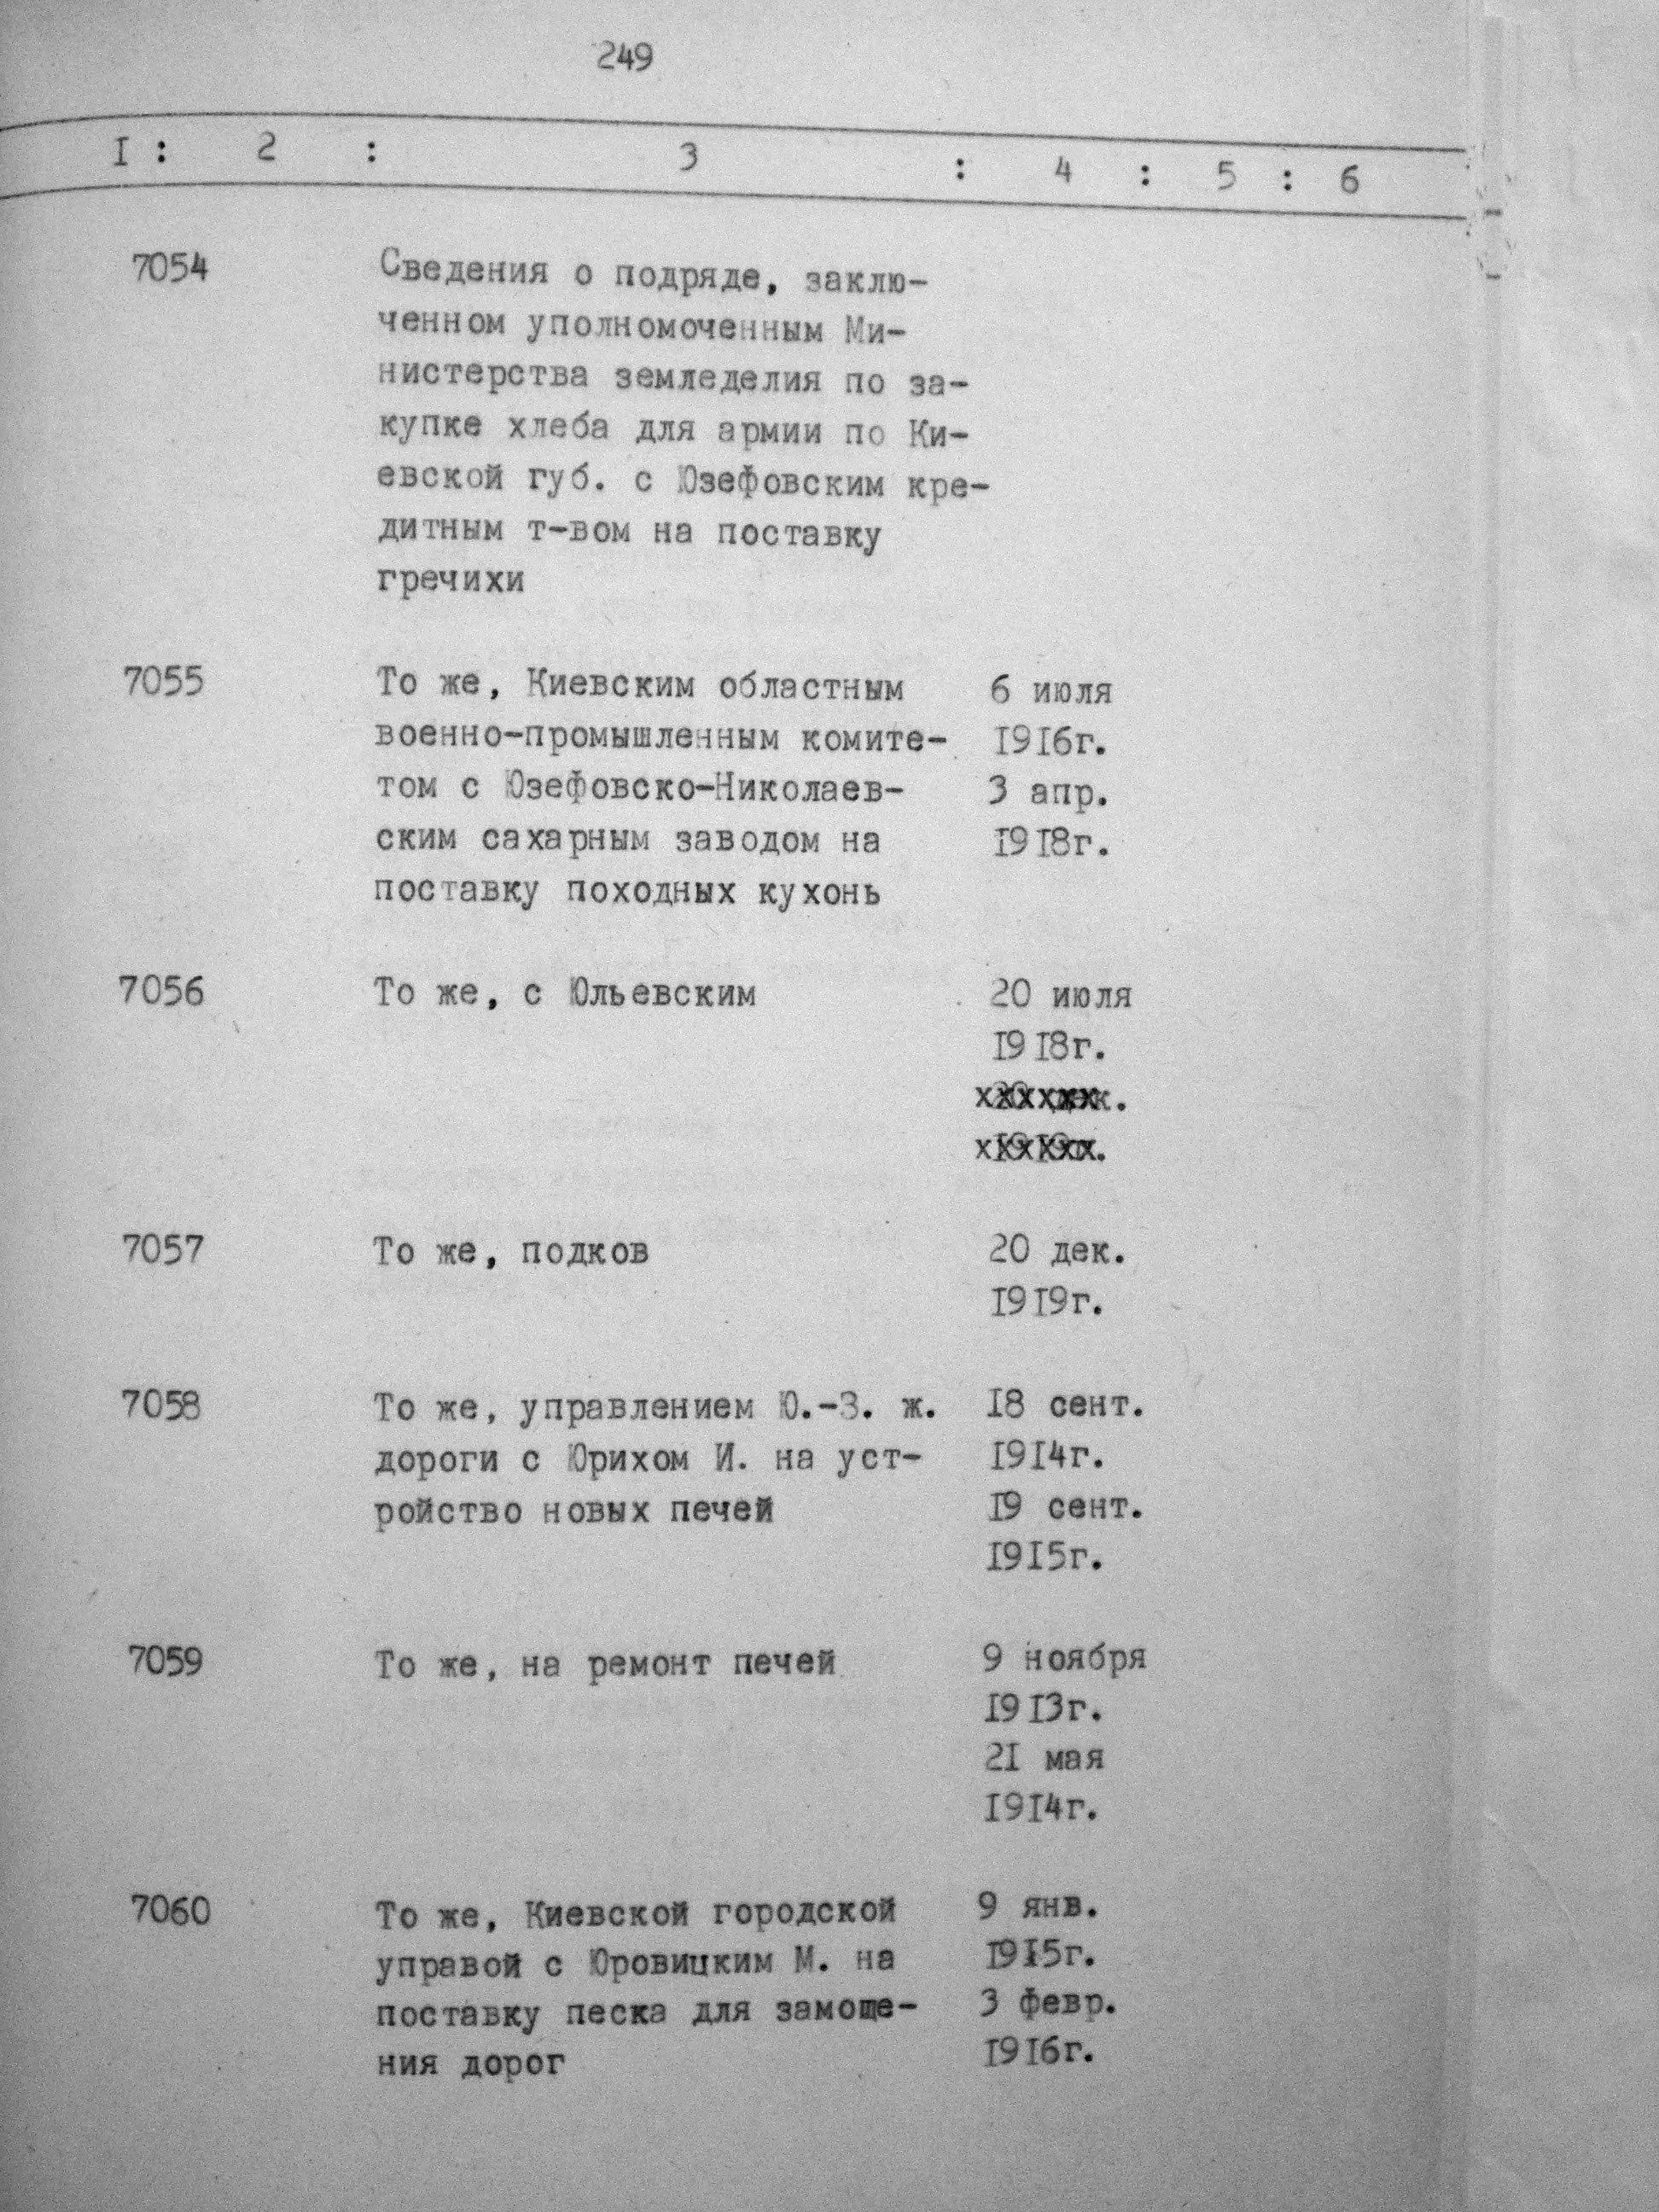 249
I : 2 : 3 : 4 : 5 : 6
7054 Сведения о подряде, заклю-
ченном уполномоченным Ми-
нистерства земледелия по за-
купке хлеба для армии по Ки-
евской губ. с Юзефовским кре-
дитным т-вом на поставку
гречихи
7055 То же, Киевским областным 6 июля
военно-промышленным комите- 1916г.
том с Юзефовско-Николаев- 3 апр.
ским сахарным заводом на 1918г.
поставку походных кухонь
7056 То же, с Юльевским 20 июля
1918г.
20 дек.
1919г.
7057 То же, подков 20 дек.
1919г.
7058 То же, управлением Ю.-З. ж. 18 сент.
дороги с Юрихом И. на уст- 1914г.
ройство новых печей 19 сент.
1915г.
7059 То же, на ремонт печей 9 ноября
1913г.
21 мая
1914г.
7060 То же, Киевской городской 9 янв.
управой с Юровицким М. на 1915г.
поставку песка для замоще- 3 февр.
ния дорог 1916г.